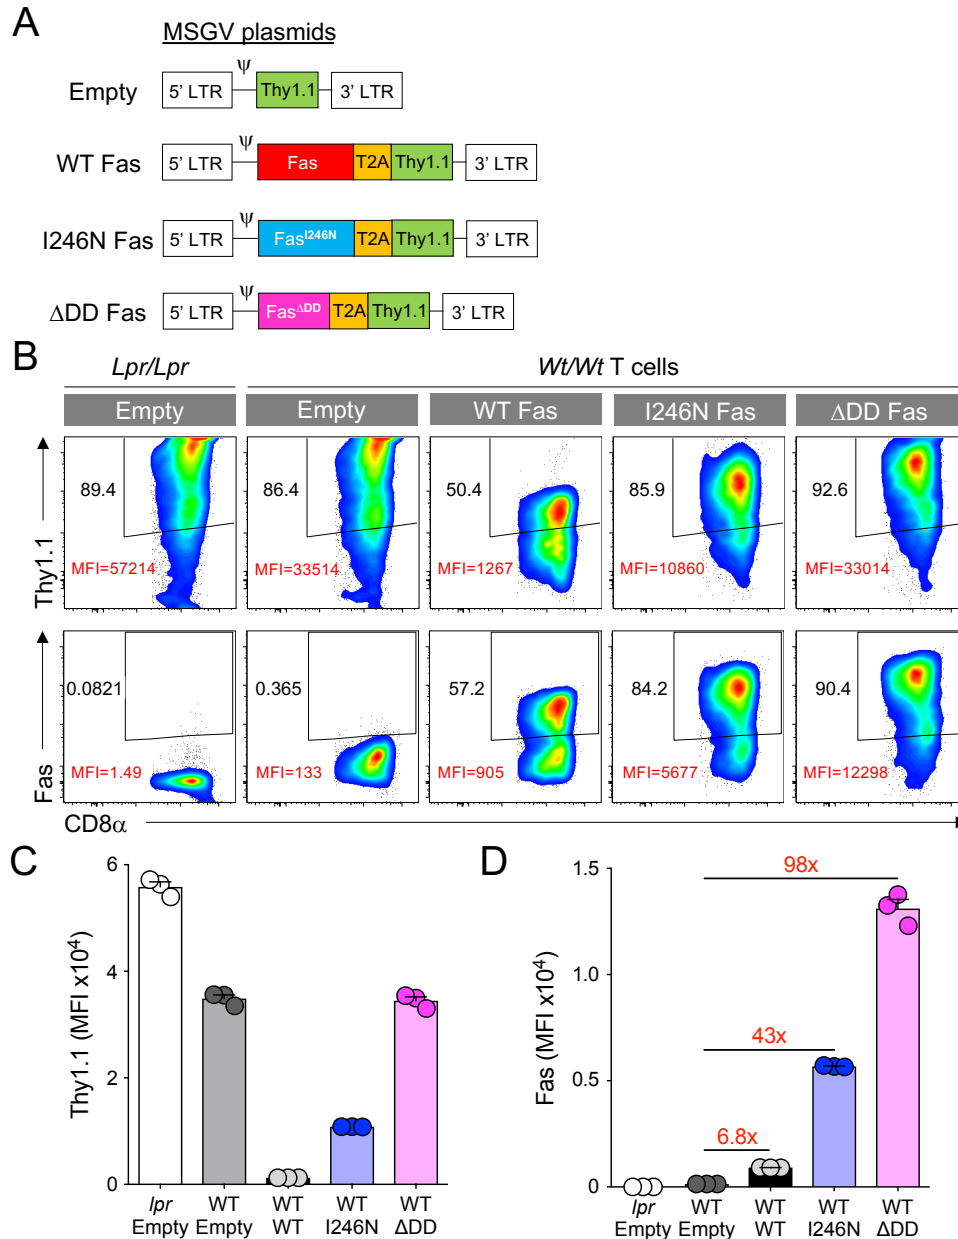 A
MSGV plasmids
Empty
5' LTR
ψ
Thy1.1
3' LTR
WT Fas
5' LTR
ψ
Fas
T2A
Thy1.1
3' LTR
I246N Fas
5' LTR
ψ
Fas^I246N
T2A
Thy1.1
3' LTR
ΔDD Fas
5' LTR
ψ
Fas^ΔDD
T2A
Thy1.1
3' LTR
B
Lpr/Lpr
Wt/Wt T cells
Empty
Empty
WT Fas
I246N Fas
ΔDD Fas
Thy1.1
89.4
MFI=57214
86.4
MFI=33514
50.4
MFI=1267
85.9
MFI=10860
92.6
MFI=33014
Fas
0.0821
MFI=1.49
0.365
MFI=133
57.2
MFI=905
84.2
MFI=5677
90.4
MFI=12298
CD8α
C
Thy1.1 (MFI x10⁴)
6
4
2
0
lpr Empty
WT Empty
WT WT
WT I246N
WT ΔDD
D
Fas (MFI x10⁴)
1.5
1.0
0.5
0
98x
43x
6.8x
lpr Empty
WT Empty
WT WT
WT I246N
WT ΔDD